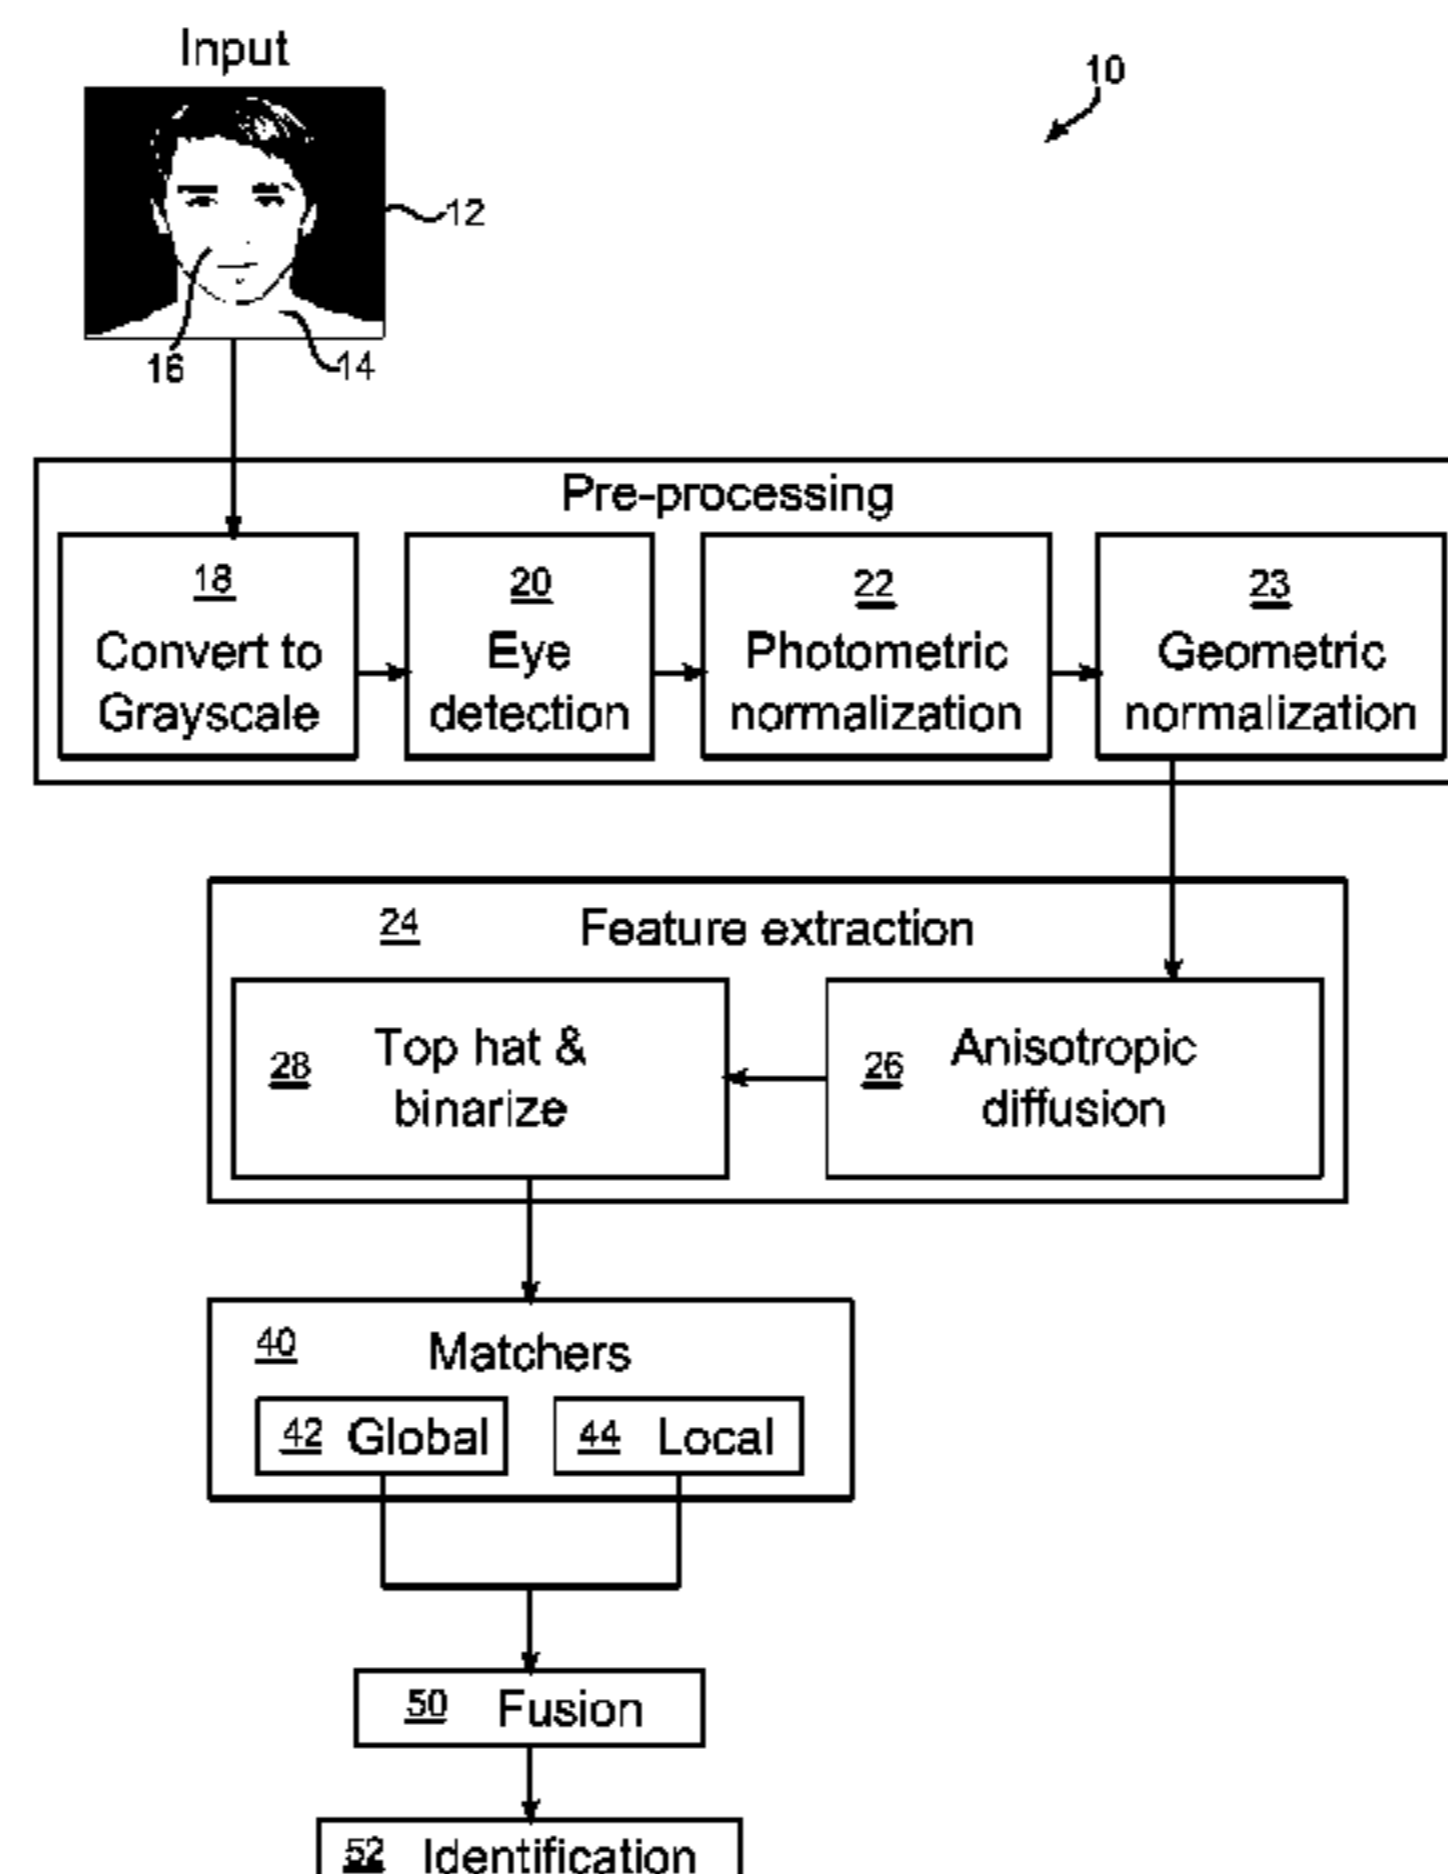 Input
10
12
16
14
Pre-processing
18
Convert to
Grayscale
20
Eye
detection
22
Photometric
normalization
23
Geometric
normalization
24 Feature extraction
28
Top hat &
binarize
26
Anisotropic
diffusion
40 Matchers
42 Global
44 Local
50 Fusion
52 Identification